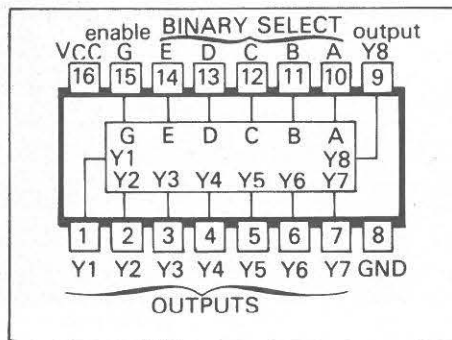 enable BINARY SELECT output
VCC G E D C B A Y8
16 15 14 13 12 11 10 9
G E D C B A
Y1 Y8
Y2 Y3 Y4 Y5 Y6 Y7
1 2 3 4 5 6 7 8
Y1 Y2 Y3 Y4 Y5 Y6 Y7 GND
OUTPUTS